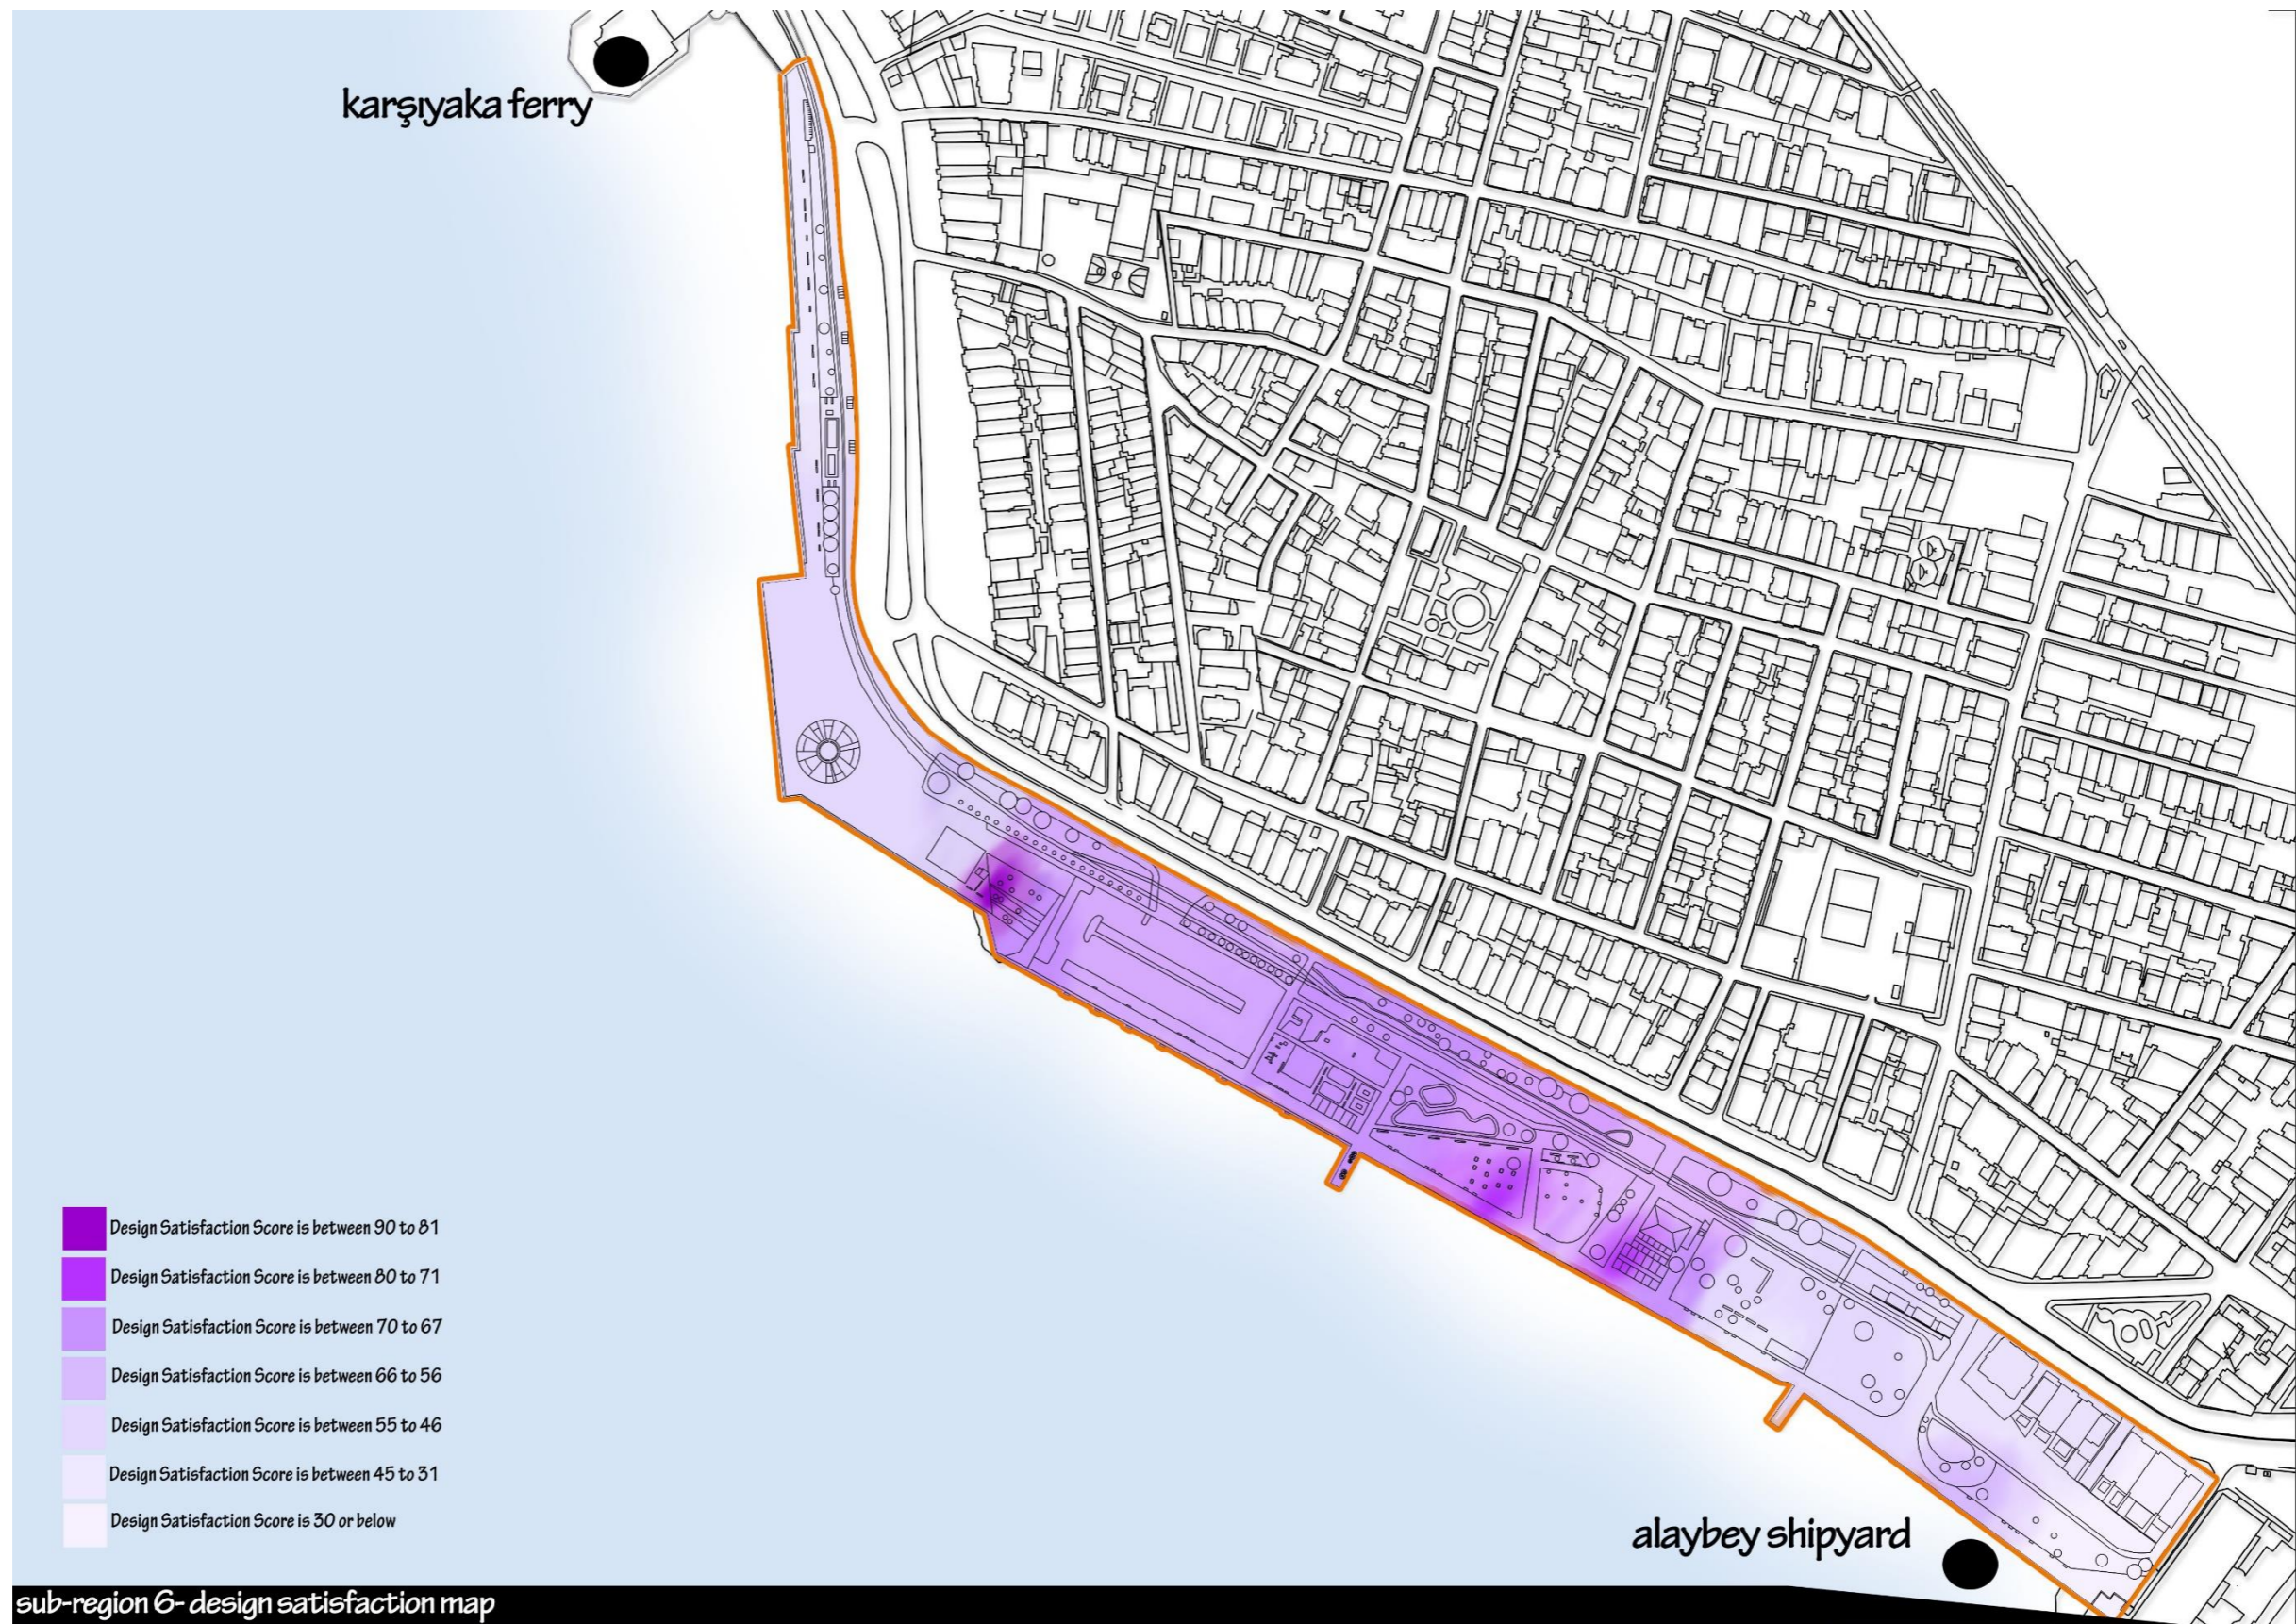 karşıyaka ferry
Design Satisfaction Score is between 90 to 81
Design Satisfaction Score is between 80 to 71
Design Satisfaction Score is between 70 to 67
Design Satisfaction Score is between 66 to 56
Design Satisfaction Score is between 55 to 46
Design Satisfaction Score is between 45 to 31
Design Satisfaction Score is 30 or below
alaybey shipyard
sub-region 6- design satisfaction map